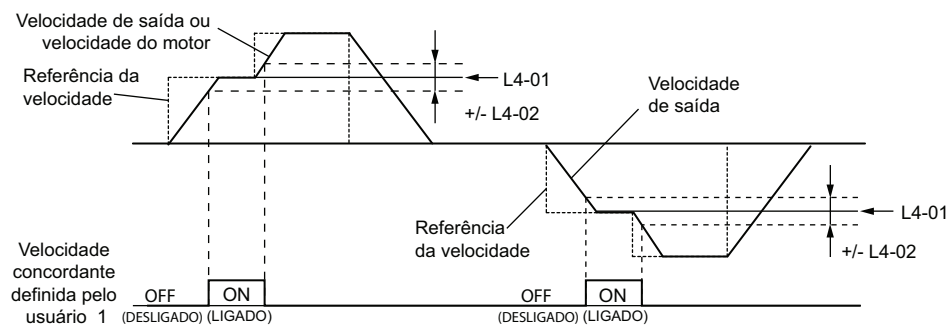 Velocidade de saída ou
velocidade do motor
Referência da
velocidade
L4-01
+/- L4-02
Velocidade
de saída
Referência
da velocidade
L4-01
+/- L4-02
Velocidade
concordante
definida pelo
usuário 1
OFF
(DESLIGADO)
ON
(LIGADO)
OFF
(DESLIGADO)
ON
(LIGADO)